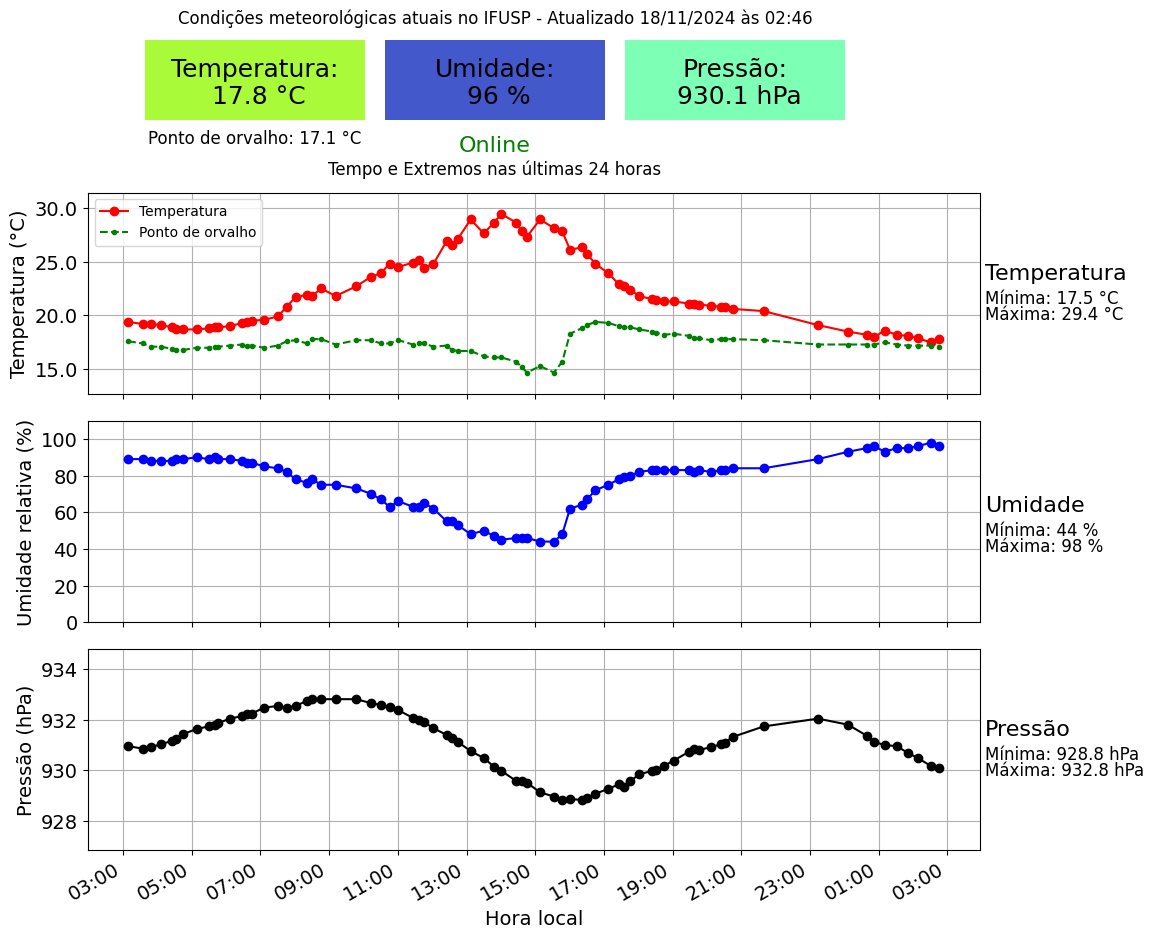 Condições meteorológicas atuais no IFUSP - Atualizado 18/11/2024 às 02:46
Temperatura:
17.8 °C
Umidade:
96 %
Pressão:
930.1 hPa
Ponto de orvalho: 17.1 °C
Online
Tempo e Extremos nas últimas 24 horas
Temperatura (°C)
30.0
25.0
20.0
15.0
Temperatura
Ponto de orvalho
Temperatura
Mínima: 17.5 °C
Máxima: 29.4 °C
Umidade relativa (%)
100
80
60
40
20
0
Umidade
Mínima: 44 %
Máxima: 98 %
Pressão (hPa)
934
932
930
928
Pressão
Mínima: 928.8 hPa
Máxima: 932.8 hPa
03:00
05:00
07:00
09:00
11:00
13:00
15:00
17:00
19:00
21:00
23:00
01:00
03:00
Hora local